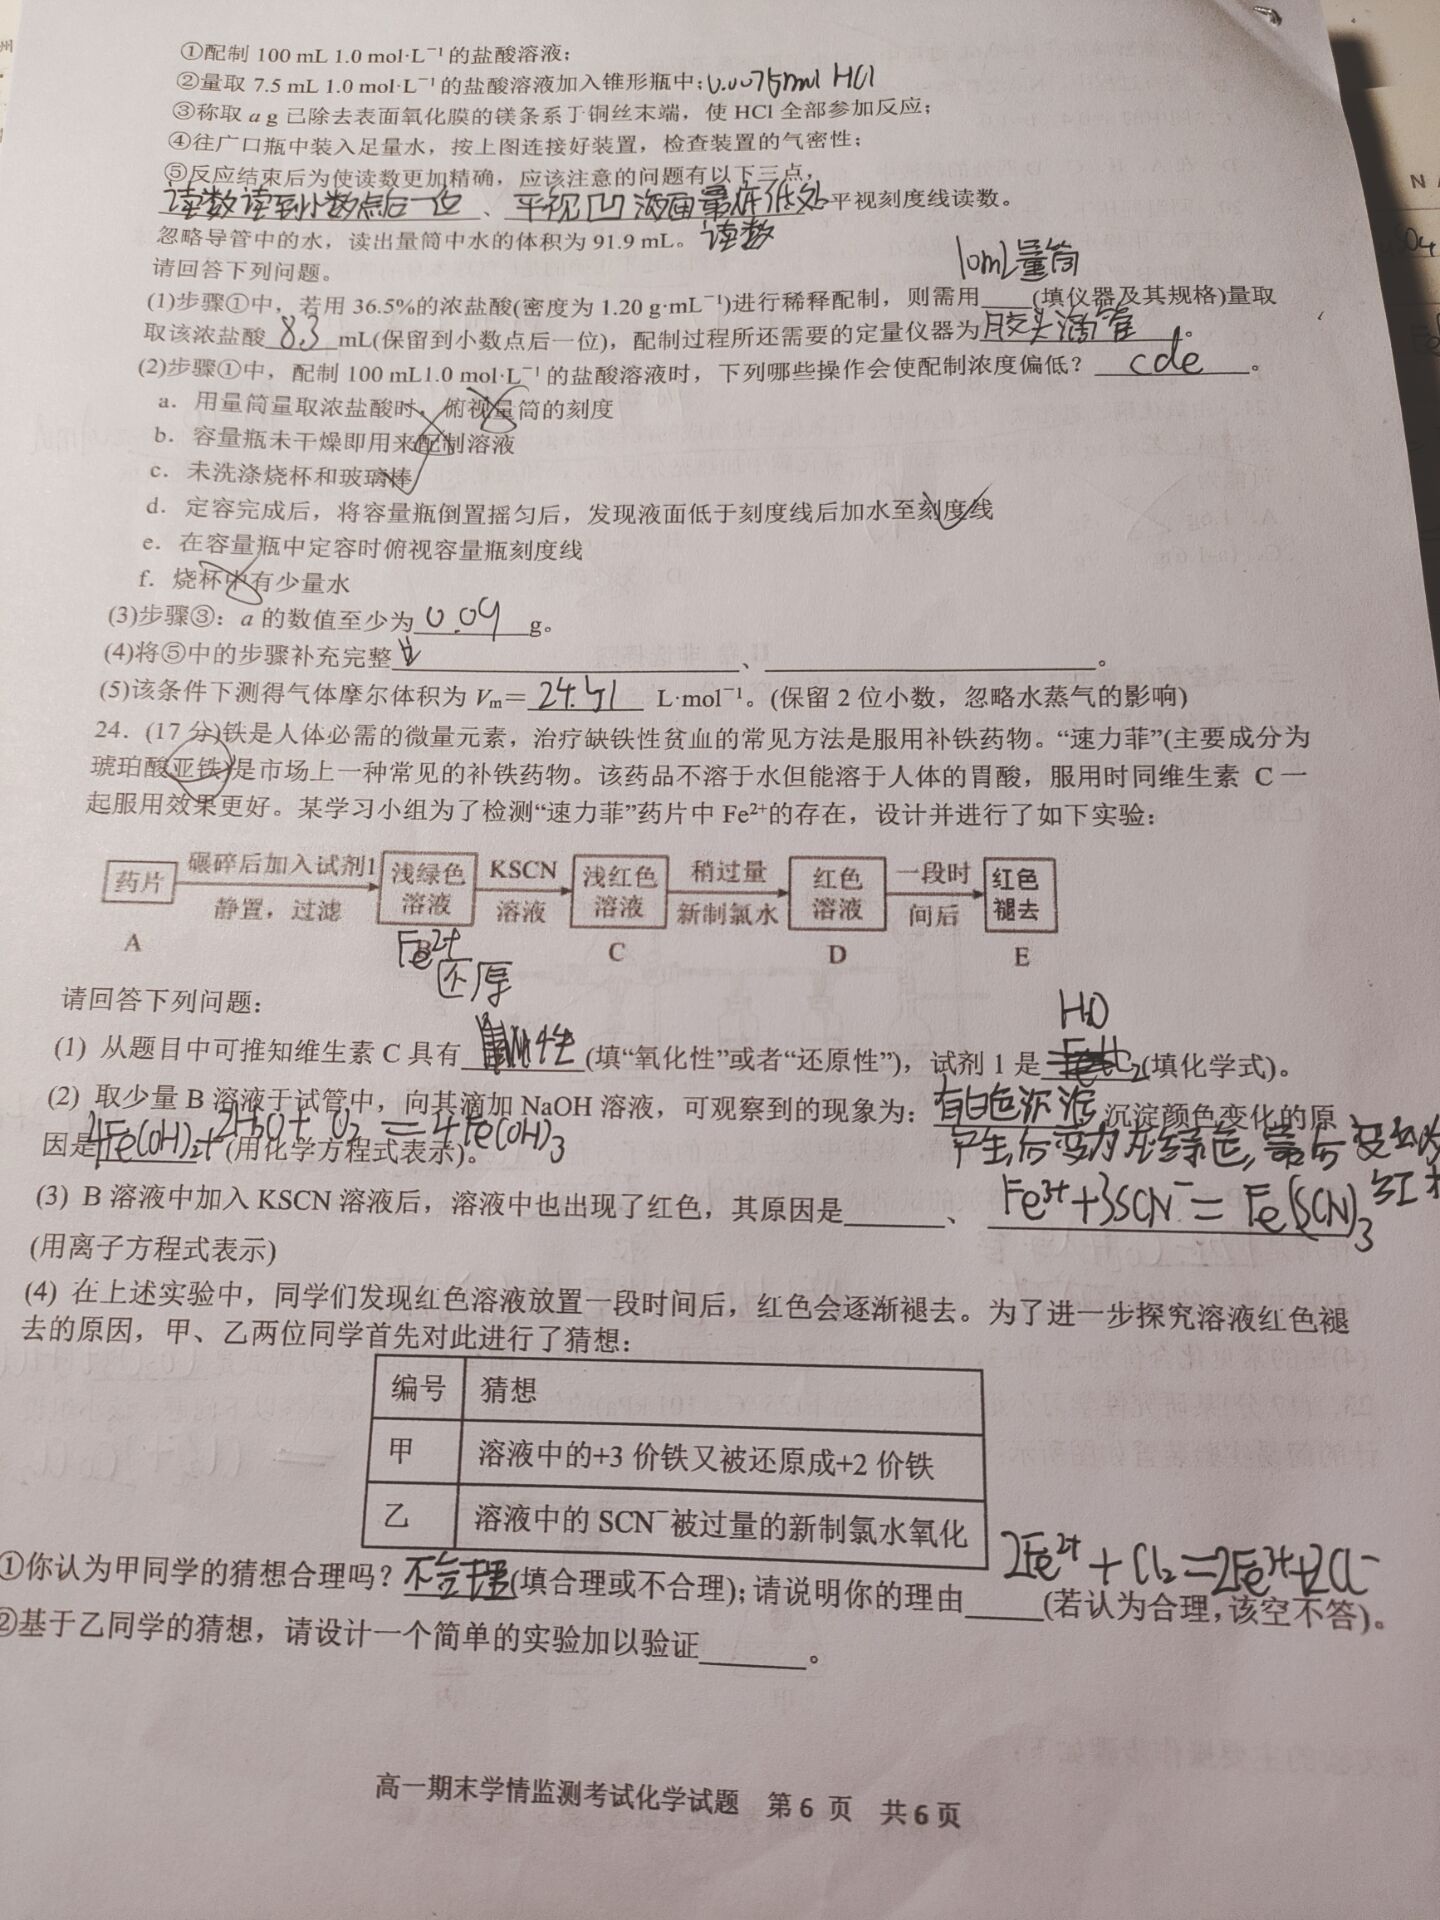 ①配制 100 mL 1.0 mol·L⁻¹ 的盐酸溶液；
②量取 7.5 mL 1.0 mol·L⁻¹ 的盐酸溶液加入锥形瓶中；0.0075mol HCl
③称取 a g 已除去表面氧化膜的镁条系于铜丝末端，使 HCl 全部参加反应；
④往广口瓶中装入足量水，按上图连接好装置，检查装置的气密性；
⑤反应结束后为使读数更加精确，应该注意的问题有以下三点，
读数读到小数点后一位、平视凹液面最低处平视刻度线读数。
忽略导管中的水，读出量筒中水的体积为 91.9 mL。读数
请回答下列问题。
10mL量筒
(1)步骤①中，若用 36.5%的浓盐酸(密度为 1.20 g·mL⁻¹)进行稀释配制，则需用____(填仪器及其规格)量取
取该浓盐酸 8.3 mL(保留到小数点后一位)，配制过程所还需要的定量仪器为 胶头滴管 。
(2)步骤①中，配制 100 mL1.0 mol·L⁻¹ 的盐酸溶液时，下列哪些操作会使配制浓度偏低？ cde 。
a．用量筒量取浓盐酸时，俯视量筒的刻度
b．容量瓶未干燥即用来配制溶液
c．未洗涤烧杯和玻璃棒
d．定容完成后，将容量瓶倒置摇匀后，发现液面低于刻度线后加水至刻度线
e．在容量瓶中定容时俯视容量瓶刻度线
f．烧杯中有少量水
(3)步骤③：a 的数值至少为 0.09 g。
(4)将⑤中的步骤补充完整____、____。
(5)该条件下测得气体摩尔体积为 Vm＝ 24.51 L·mol⁻¹。(保留 2 位小数，忽略水蒸气的影响)
24．(17 分)铁是人体必需的微量元素，治疗缺铁性贫血的常见方法是服用补铁药物。“速力菲”(主要成分为
琥珀酸亚铁)是市场上一种常见的补铁药物。该药品不溶于水但能溶于人体的胃酸，服用时同维生素 C 一
起服用效果更好。某学习小组为了检测“速力菲”药片中 Fe²⁺的存在，设计并进行了如下实验：
药片 碾碎后加入试剂1 静置，过滤 浅绿色溶液 KSCN 溶液 浅红色溶液 稍过量 新制氯水 红色溶液 一段时间后 红色褪去
A B C D E
Fe²⁺
还原
请回答下列问题：
HCl
(1) 从题目中可推知维生素 C 具有 性 (填“氧化性”或者“还原性”)，试剂 1 是____(填化学式)。
(2) 取少量 B 溶液于试管中，向其滴加 NaOH 溶液，可观察到的现象为：有白色沉淀 沉淀颜色变化的原
产生，后变为灰绿色，最后变
因是 4Fe(OH)₂+2H₂O+O₂=4Fe(OH)₃ (用化学方程式表示)。
(3) B 溶液中加入 KSCN 溶液后，溶液中也出现了红色，其原因是____、 Fe³⁺+3SCN⁻=Fe(SCN)₃
(用离子方程式表示)
(4) 在上述实验中，同学们发现红色溶液放置一段时间后，红色会逐渐褪去。为了进一步探究溶液红色褪
去的原因，甲、乙两位同学首先对此进行了猜想：
编号 猜想
甲 溶液中的+3 价铁又被还原成+2 价铁
乙 溶液中的 SCN⁻被过量的新制氯水氧化
2Fe²⁺+Cl₂=2Fe³⁺+2Cl⁻
①你认为甲同学的猜想合理吗？不合理(填合理或不合理)；请说明你的理由____(若认为合理，该空不答)。
②基于乙同学的猜想，请设计一个简单的实验加以验证____。
高一期末学情监测考试化学试题 第 6 页 共 6 页